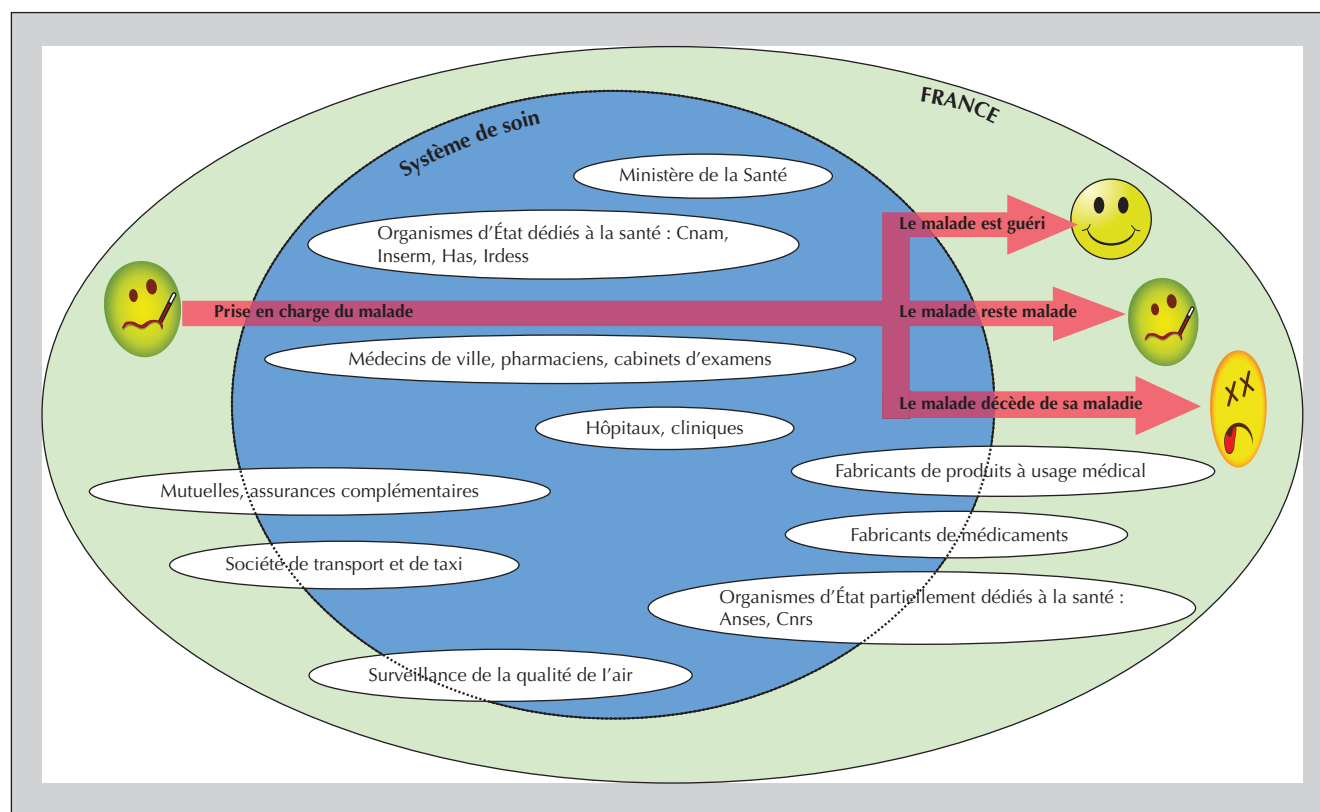 FRANCE
Système de soin
Ministère de la Santé
Organismes d'État dédiés à la santé : Cnam,
Inserm, Has, Irdess
Le malade est guéri
Prise en charge du malade
Le malade reste malade
Médecins de ville, pharmaciens, cabinets d'examens
Le malade décède de sa maladie
Hôpitaux, cliniques
Fabricants de produits à usage médical
Mutuelles, assurances complémentaires
Fabricants de médicaments
Société de transport et de taxi
Organismes d'État partiellement dédiés à la santé :
Anses, Cnrs
Surveillance de la qualité de l'air